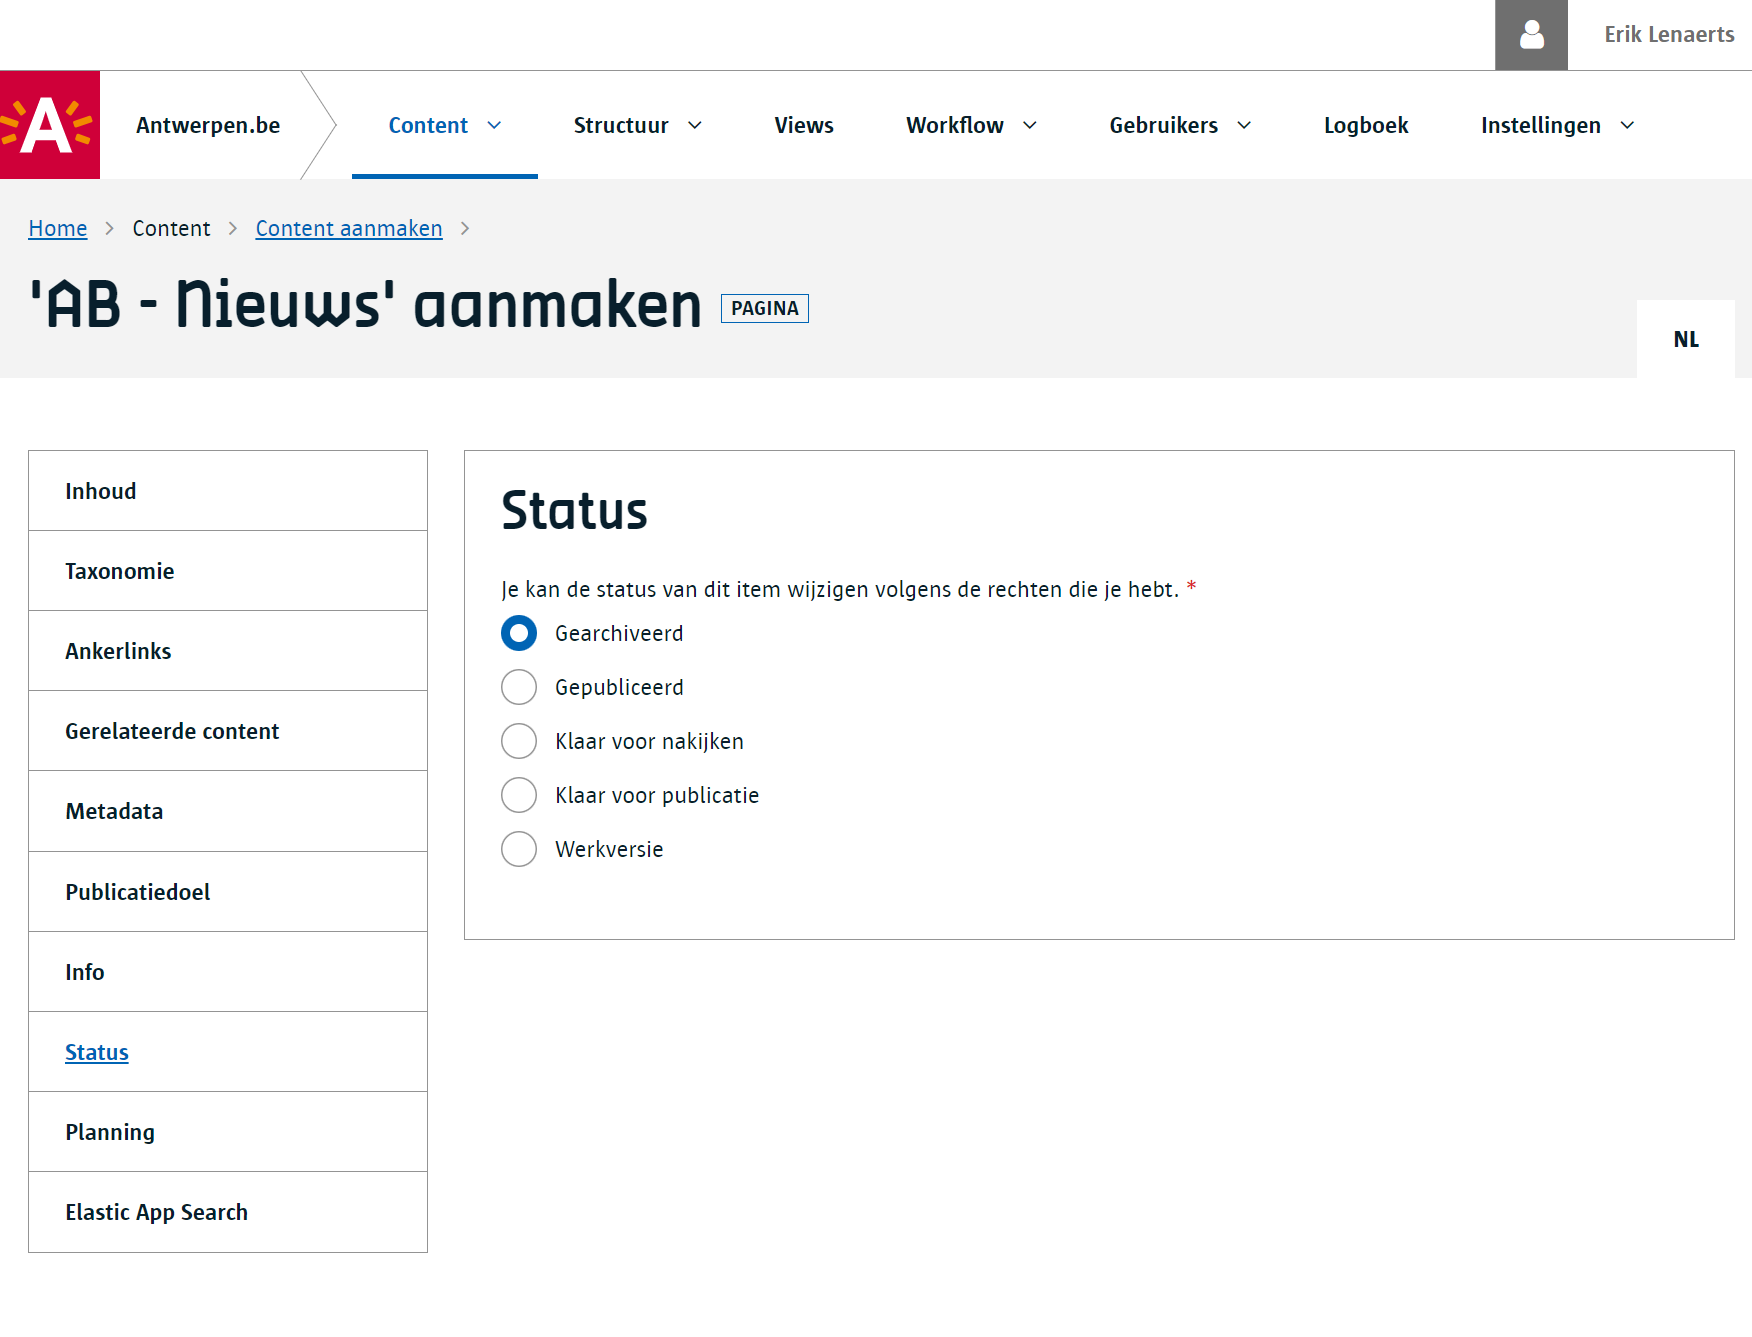 Erik Lenaerts
A
Antwerpen.be
Content
Structuur
Views
Workflow
Gebruikers
Logboek
Instellingen
Home > Content > Content aanmaken >
'AB - Nieuws' aanmaken PAGINA
NL
Inhoud
Taxonomie
Ankerlinks
Gerelateerde content
Metadata
Publicatiedoel
Info
Status
Planning
Elastic App Search
Status
Je kan de status van dit item wijzigen volgens de rechten die je hebt. *
Gearchiveerd
Gepubliceerd
Klaar voor nakijken
Klaar voor publicatie
Werkversie